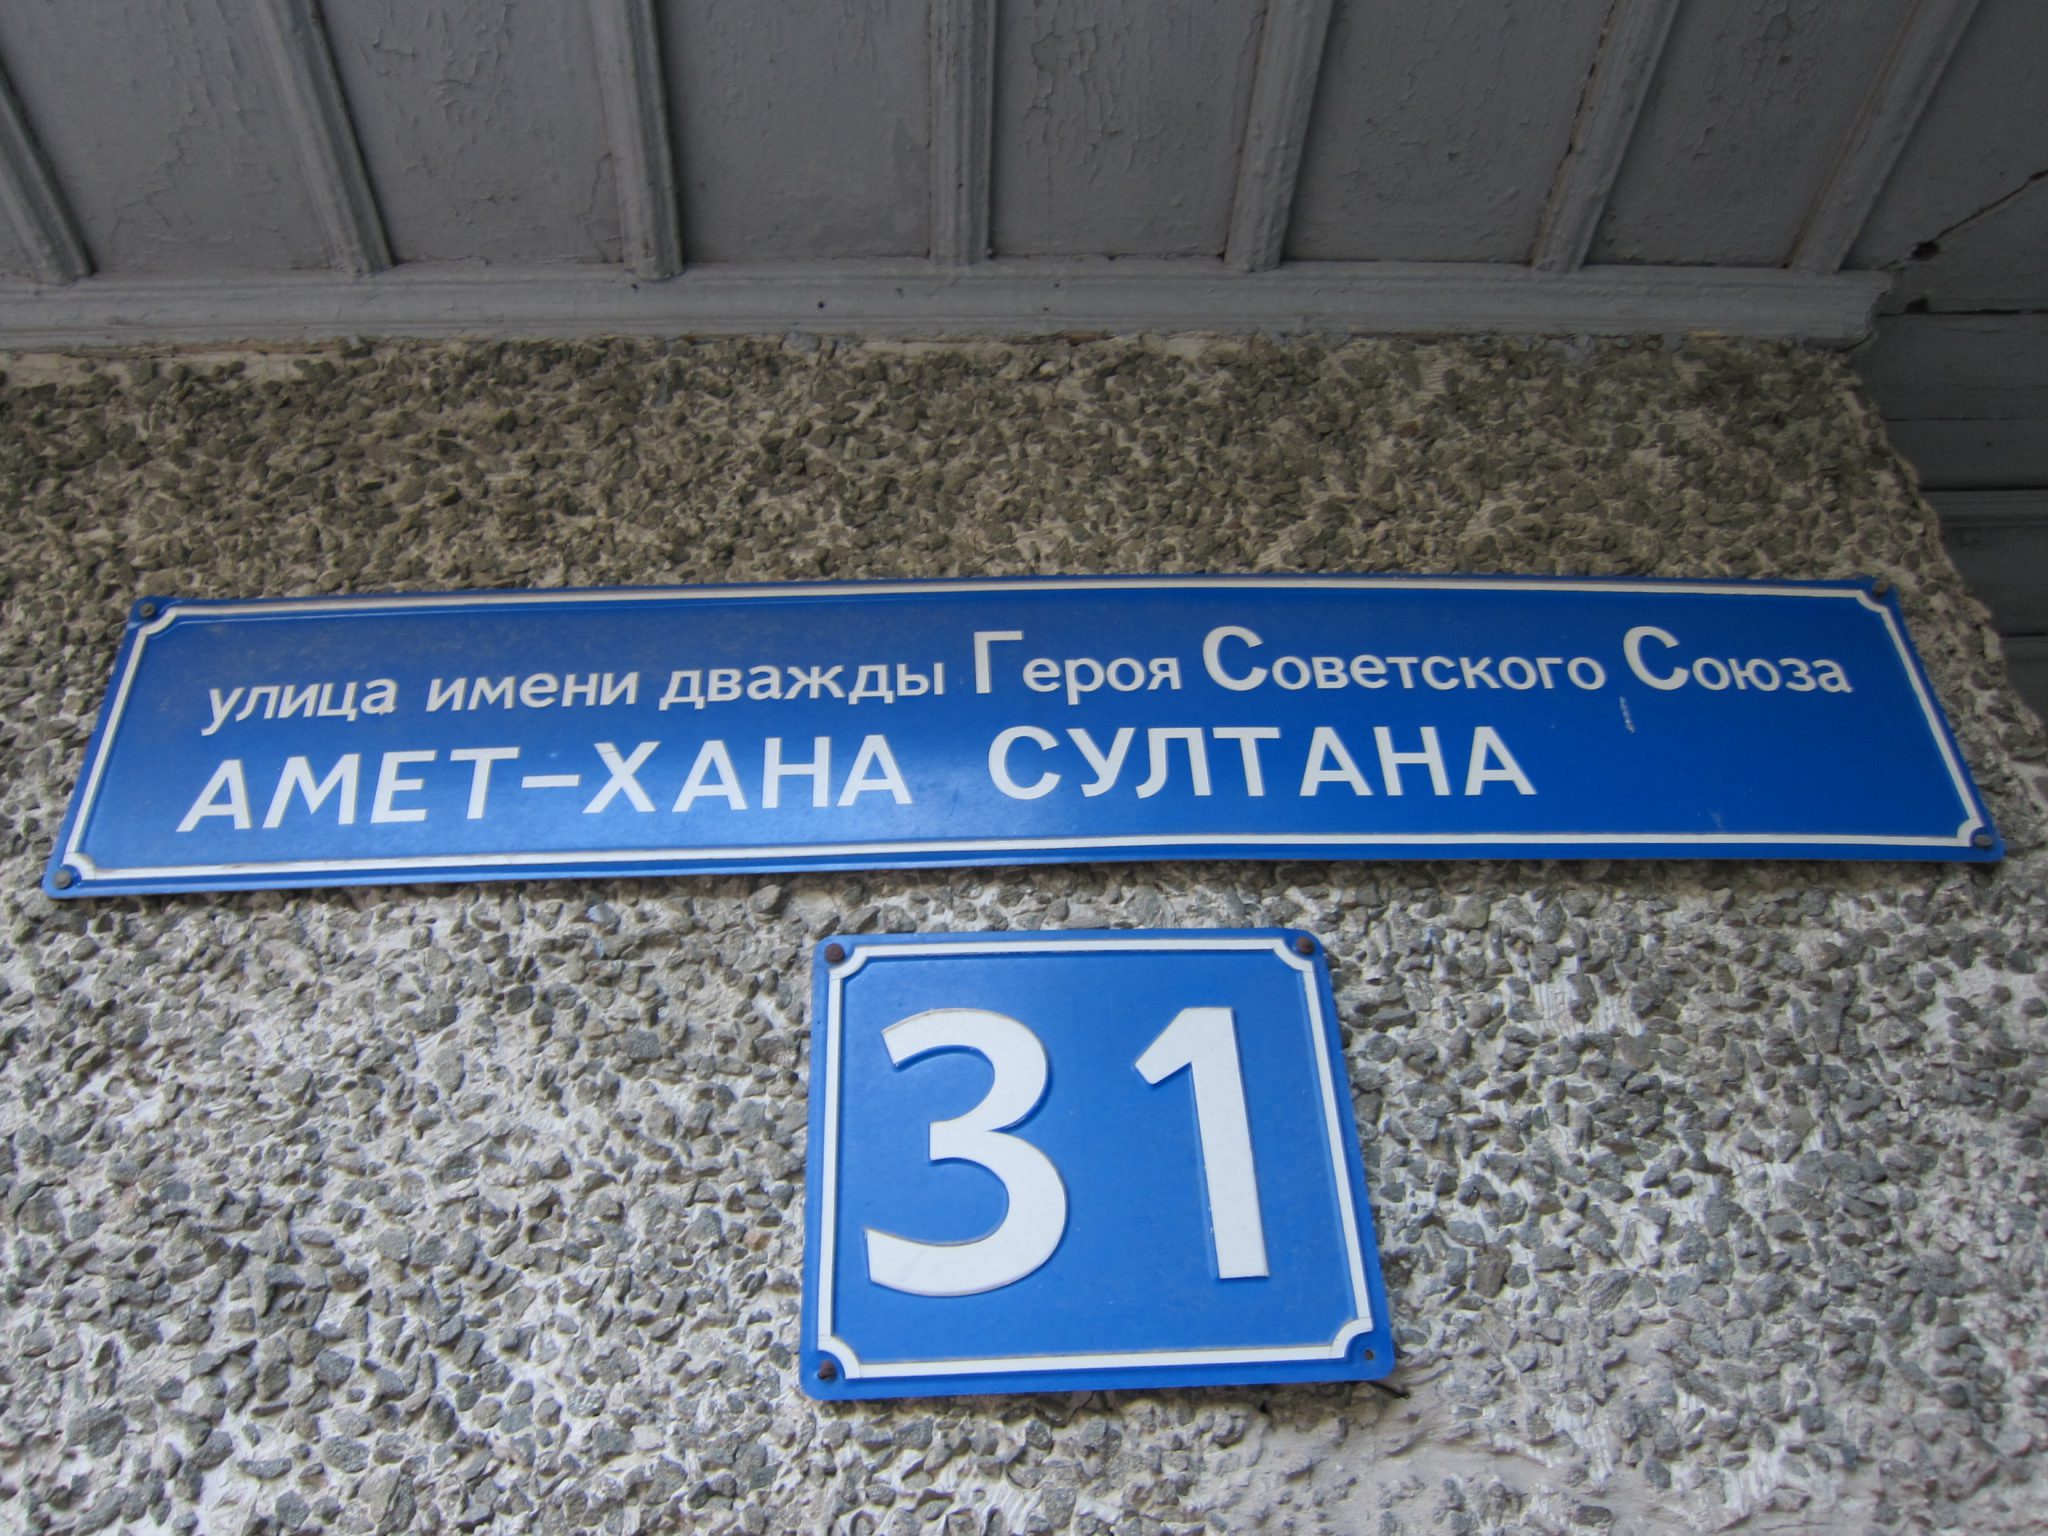 улица имени дважды Героя Советского Союза
АМЕТ-ХАНА СУЛТАНА
31